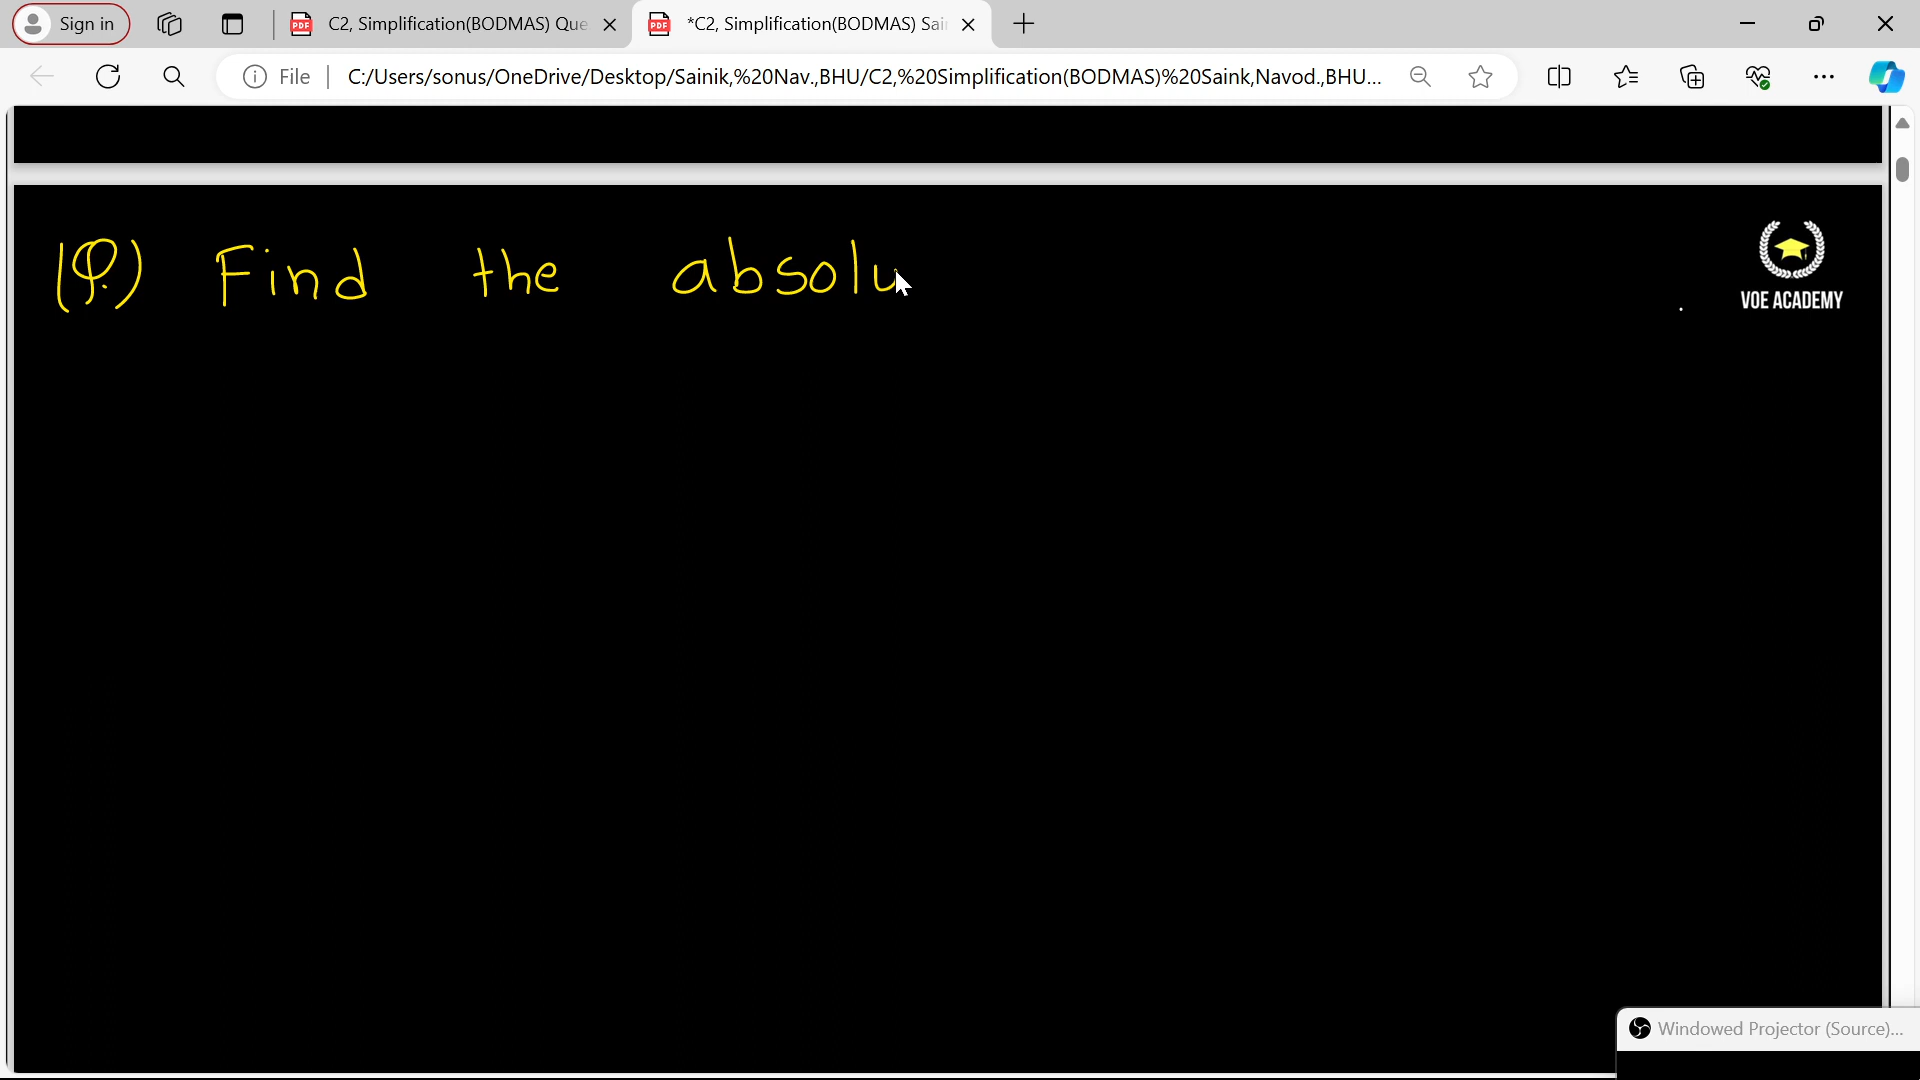 Sign in
C2, Simplification(BODMAS) Que
*C2, Simplification(BODMAS) Sai
File
C:/Users/sonus/OneDrive/Desktop/Sainik,%20Nav.,BHU/C2,%20Simplification(BODMAS)%20Saink,Navod.,BHU...
(Q.) Find the absolu
VOE ACADEMY
Windowed Projector (Source)...